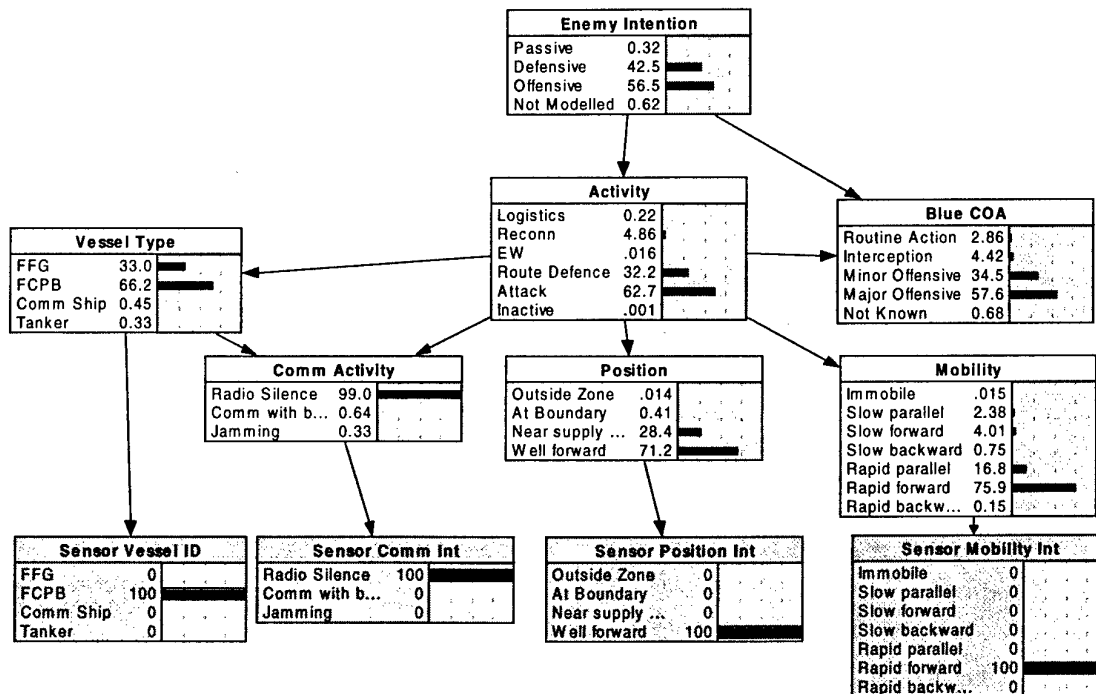 Enemy Intention
Passive 0.32
Defensive 42.5
Offensive 56.5
Not Modelled 0.62
Activity
Logistics 0.22
Reconn 4.86
EW .016
Route Defence 32.2
Attack 62.7
Inactive .001
Blue COA
Routine Action 2.86
Interception 4.42
Minor Offensive 34.5
Major Offensive 57.6
Not Known 0.68
Vessel Type
FFG 33.0
FCPB 66.2
Comm Ship 0.45
Tanker 0.33
Comm Activity
Radio Silence 99.0
Comm with b... 0.64
Jamming 0.33
Position
Outside Zone .014
At Boundary 0.41
Near supply ... 28.4
Well forward 71.2
Mobility
Immobile .015
Slow parallel 2.38
Slow forward 4.01
Slow backward 0.75
Rapid parallel 16.8
Rapid forward 75.9
Rapid backw... 0.15
Sensor Vessel ID
FFG 0
FCPB 100
Comm Ship 0
Tanker 0
Sensor Comm Int
Radio Silence 100
Comm with b... 0
Jamming 0
Sensor Position Int
Outside Zone 0
At Boundary 0
Near supply ... 0
Well forward 100
Sensor Mobility Int
Immobile 0
Slow parallel 0
Slow forward 0
Slow backward 0
Rapid parallel 0
Rapid forward 100
Rapid backw... 0